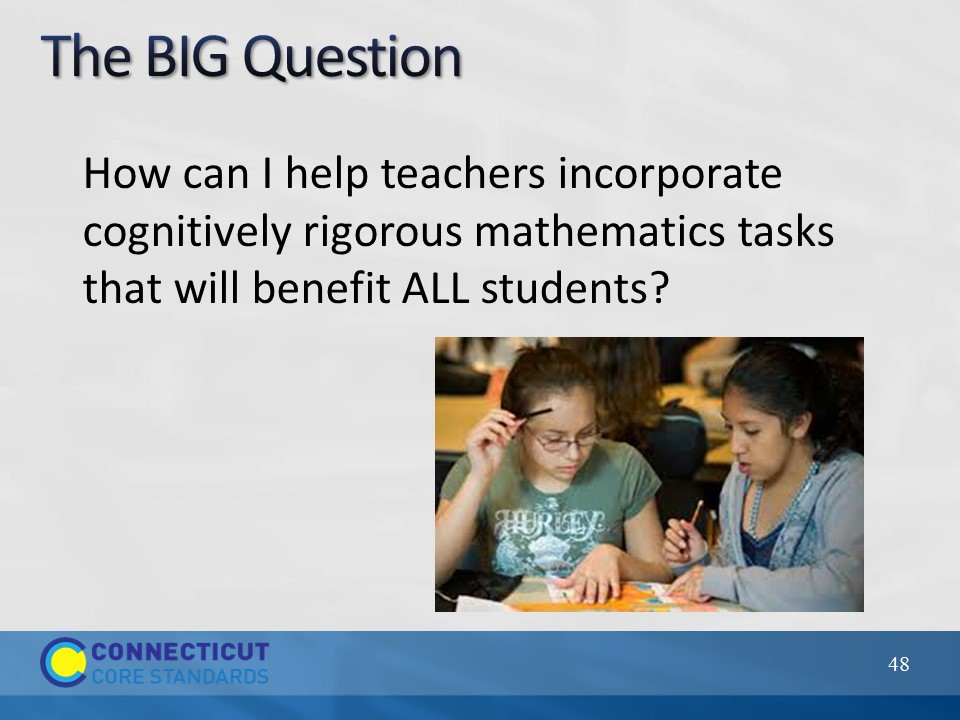 The BIG Question
How can I help teachers incorporate
cognitively rigorous mathematics tasks
that will benefit ALL students?
HURLEY
CONNECTICUT
CORE STANDARDS
48